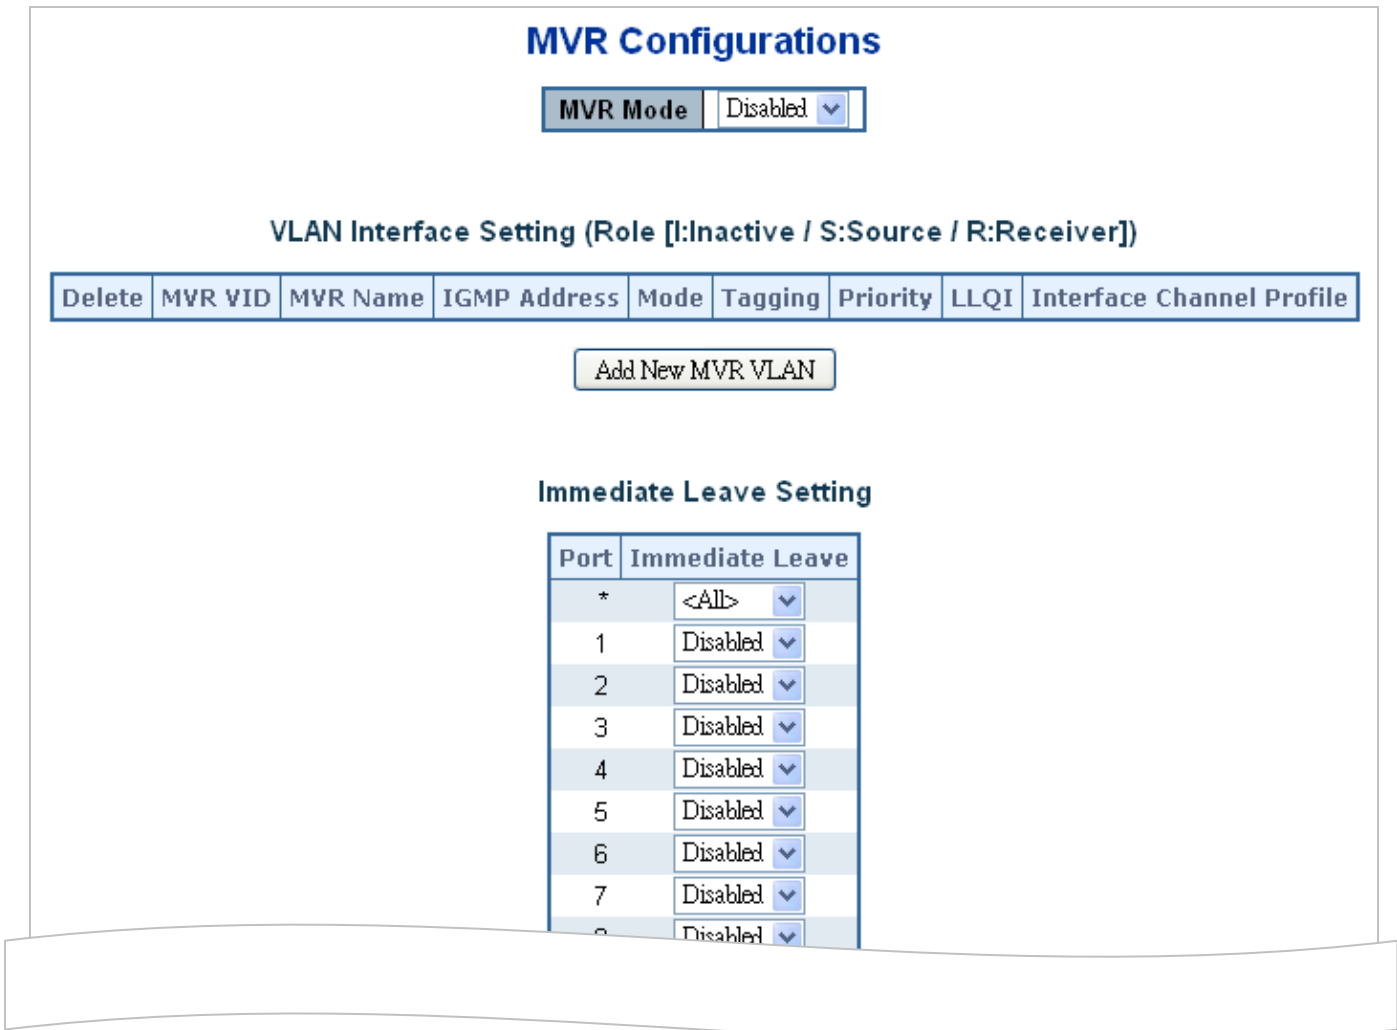 MVR Configurations
MVR Mode Disabled
VLAN Interface Setting (Role [I:Inactive / S:Source / R:Receiver])
Delete MVR VID MVR Name IGMP Address Mode Tagging Priority LLQI Interface Channel Profile
Add New MVR VLAN
Immediate Leave Setting
Port Immediate Leave
* <All>
1 Disabled
2 Disabled
3 Disabled
4 Disabled
5 Disabled
6 Disabled
7 Disabled
Disabled